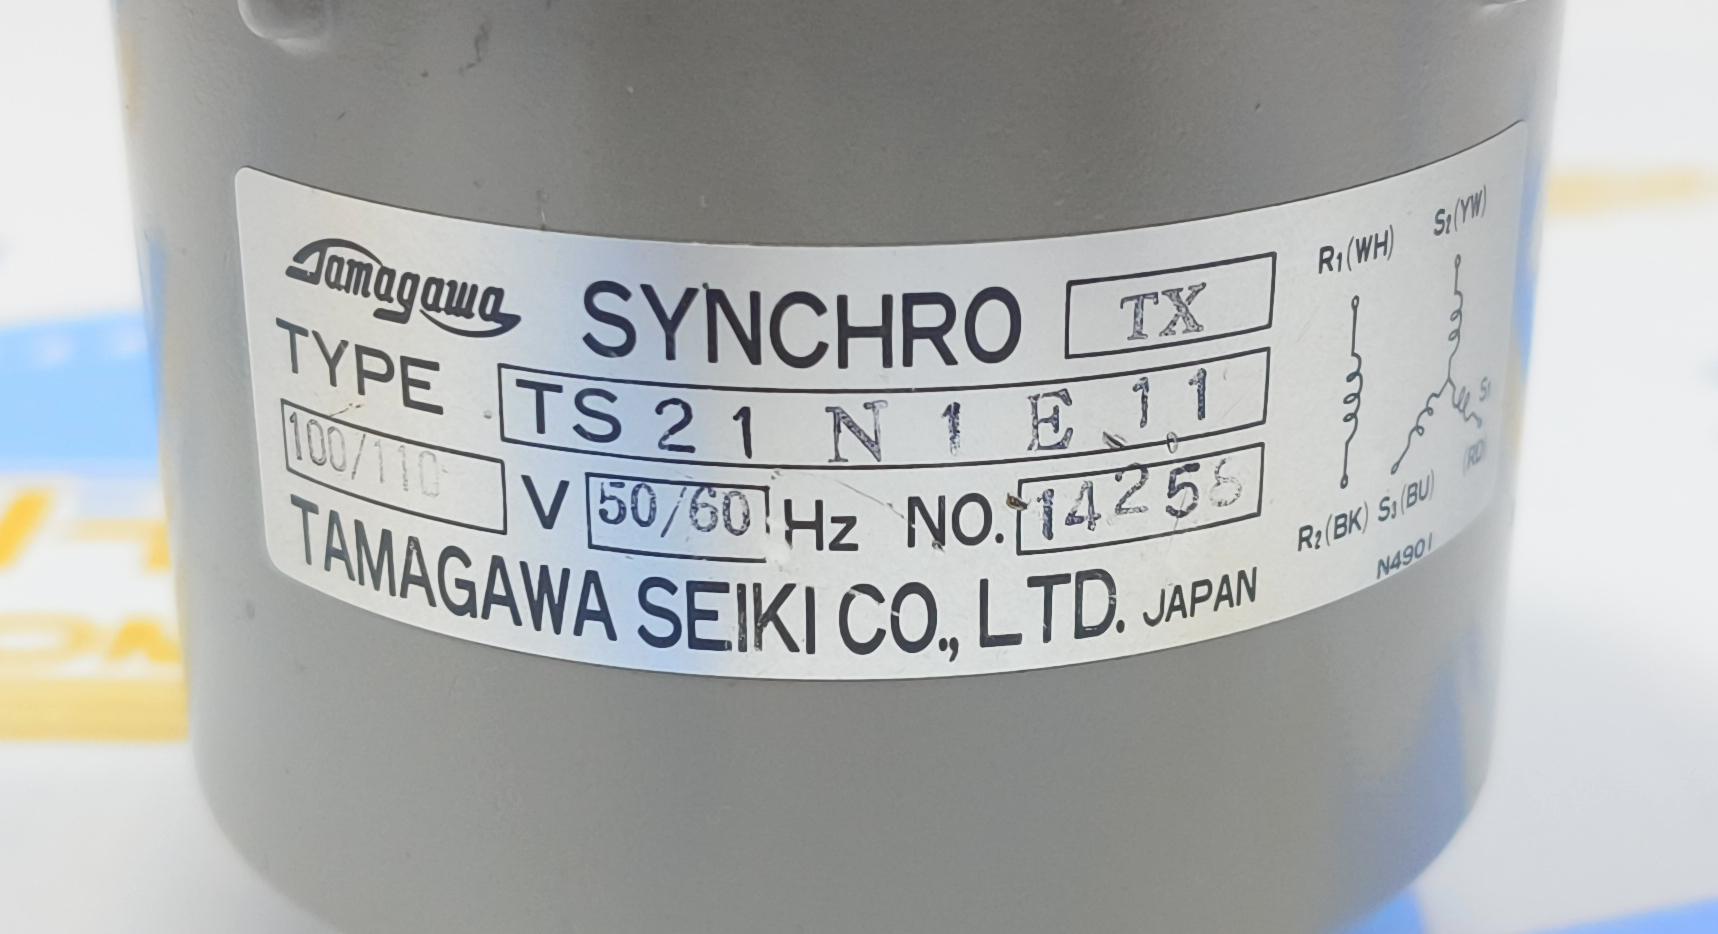 Tamagawa SYNCHRO TX
TYPE TS21N1E11
100/110 V 50/60 Hz NO. 14256
TAMAGAWA SEIKI CO., LTD. JAPAN
R1(WH)
S2(YW)
S1
(RD)
R2(BK) S3(BU)
N4901